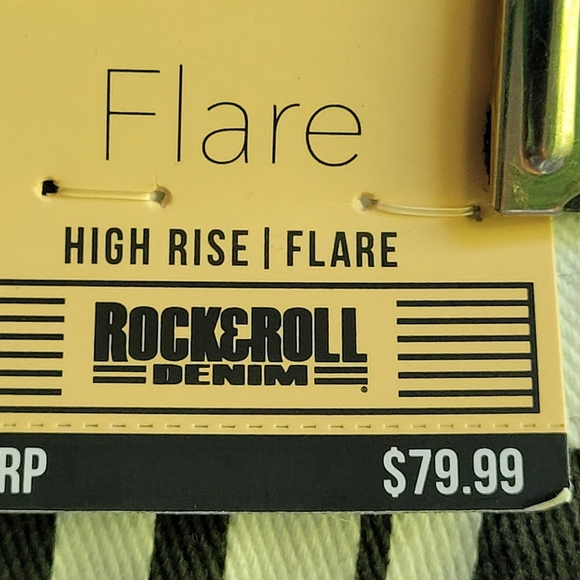 Flare
HIGH RISE | FLARE
ROCK&ROLL
DENIM®
RP $79.99